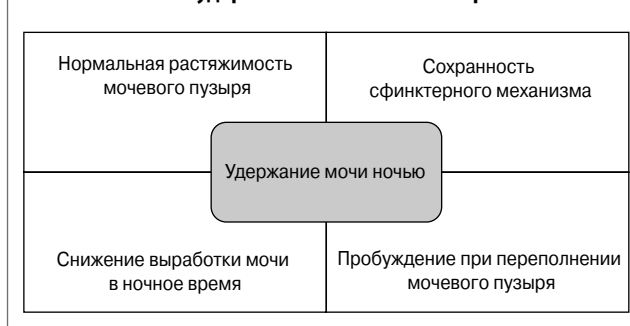 Нормальная растяжимость
мочевого пузыря
Сохранность
сфинктерного механизма
Удержание мочи ночью
Снижение выработки мочи
в ночное время
Пробуждение при переполнении
мочевого пузыря